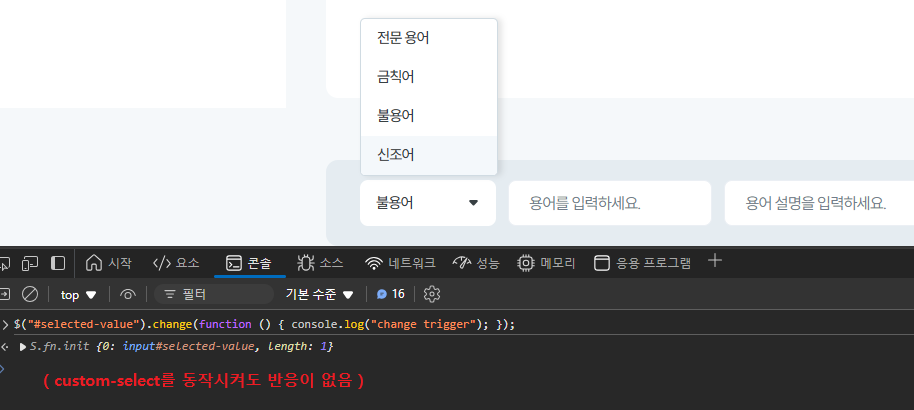 전문 용어
금칙어
불용어
신조어
불용어
용어를 입력하세요.
용어 설명을 입력하세요.
시작
요소
콘솔
소스
네트워크
성능
메모리
응용 프로그램
top
필터
기본 수준
16
$("#selected-value").change(function () { console.log("change trigger"); });
S.fn.init {0: input#selected-value, length: 1}
( custom-select를 동작시켜도 반응이 없음 )